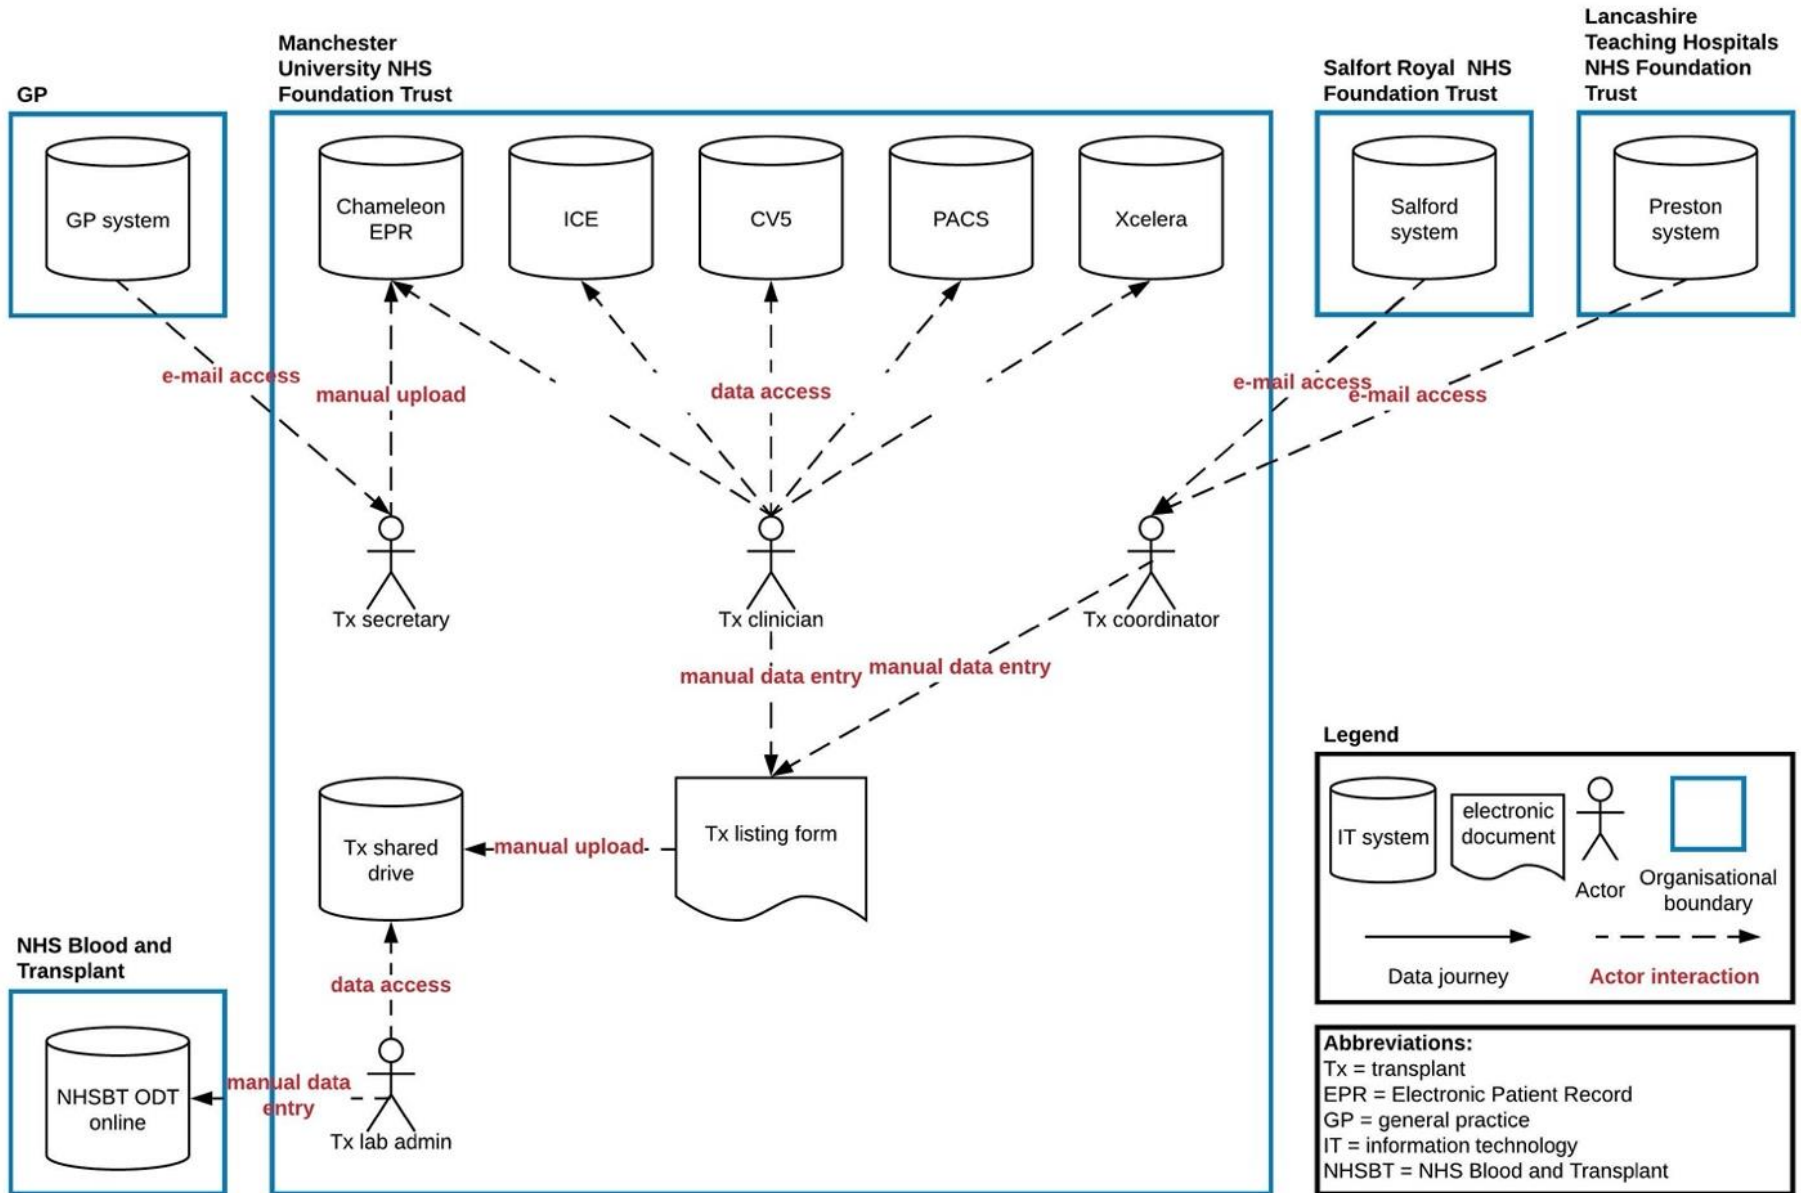 GP
Manchester
University NHS
Foundation Trust
Salfort Royal  NHS
Foundation Trust
Lancashire
Teaching Hospitals
NHS Foundation
Trust
GP system
Chameleon
EPR
ICE
CV5
PACS
Xcelera
Salford
system
Preston
system
e-mail access
manual upload
data access
e-mail access
e-mail access
Tx secretary
Tx clinician
Tx coordinator
manual data entry
manual data entry
Tx shared
drive
manual upload
Tx listing form
data access
NHS Blood and
Transplant
NHSBT ODT
online
manual data
entry
Tx lab admin
Legend
IT system
electronic
document
Actor
Organisational
boundary
Data journey
Actor interaction
Abbreviations:
Tx = transplant
EPR = Electronic Patient Record
GP = general practice
IT = information technology
NHSBT = NHS Blood and Transplant